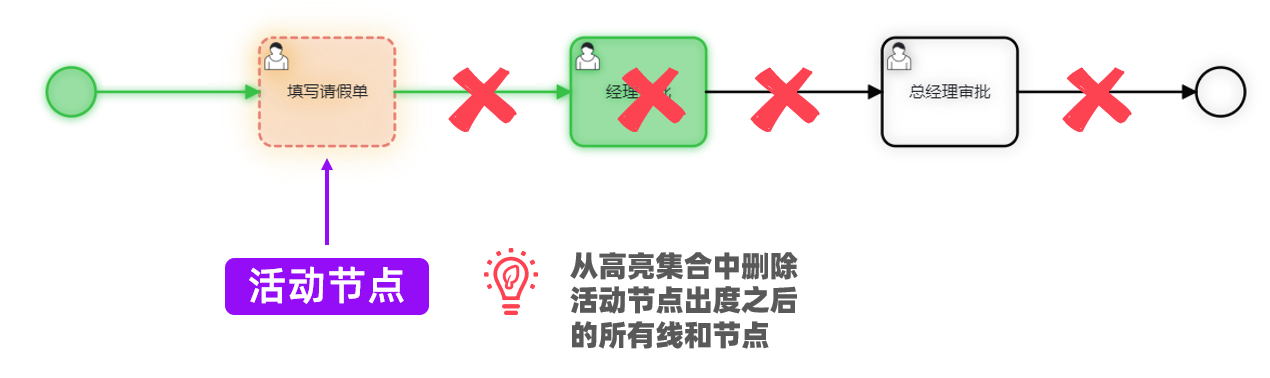 填写请假单
经理
总经理审批
活动节点
从高亮集合中删除
活动节点出度之后
的所有线和节点